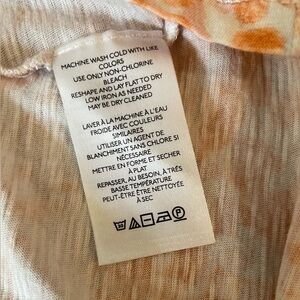 MACHINE WASH COLD WITH LIKE
COLORS
USE ONLY NON-CHLORINE
BLEACH
RESHAPE AND LAY FLAT TO DRY
LOW IRON AS NEEDED
MAY BE DRY CLEANED
LAVER À LA MACHINE À L'EAU
FROIDE AVEC COULEURS
SIMILAIRES
UTILISER UN AGENT DE
BLANCHIMENT SANS CHLORE SI
NÉCESSAIRE
METTRE EN FORME ET SECHER
À PLAT
REPASSER, AU BESOIN, À TRÈS
BASSE TEMPÉRATURE
PEUT-ÊTRE ÊTRE NETTOYÉE
À SEC